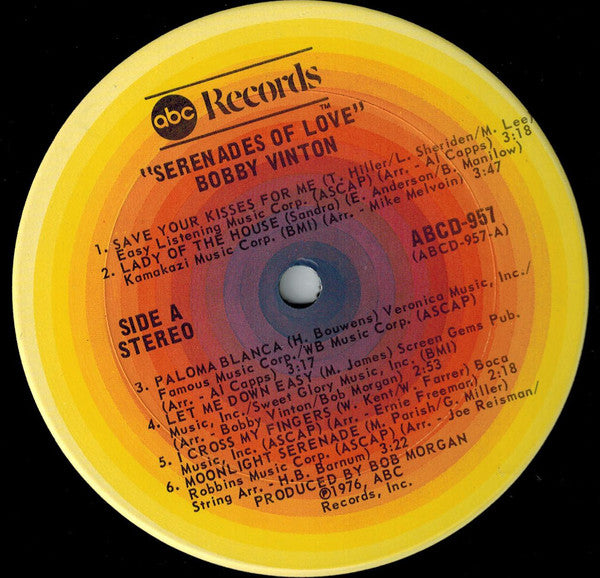 abc Records
"SERENADES OF LOVE"™
BOBBY VINTON
1. SAVE YOUR KISSES FOR ME (T. Hiller/L. Sheriden/M. Lee)
Easy Listening Music Corp. (ASCAP) (Arr. - Al Capps) 3:18
2. LADY OF THE HOUSE (Sandra) (E. Anderson/B. Manilow)
Kamakazi Music Corp. (BMI) (Arr. - Mike Melvoin) 3:47
ABCD-957
(ABCD-957-A)
SIDE A
STEREO
3. PALOMA BLANCA (H. Bouwens) Veronica Music, Inc./
Famous Music Corp./WB Music Corp. (ASCAP)
(Arr. - Al Capps) 3:17
4. LET ME DOWN EASY (M. James) Screen Gems Pub.
Music, Inc./Sweet Glory Music, Inc. (BMI)
(Arr. - Bobby Vinton/Bob Morgan) 2:53
5. I CROSS MY FINGERS (W. Kent/W. Farrer) Boca
Music, Inc. (ASCAP) (Arr. - Ernie Freeman) 2:18
6. MOONLIGHT SERENADE (M. Parish/G. Miller)
Robbins Music Corp. (ASCAP) (Arr. - Joe Reisman/
String Arr. - H.B. Barnum) 3:22
PRODUCED BY BOB MORGAN
℗1976, ABC
Records, Inc.